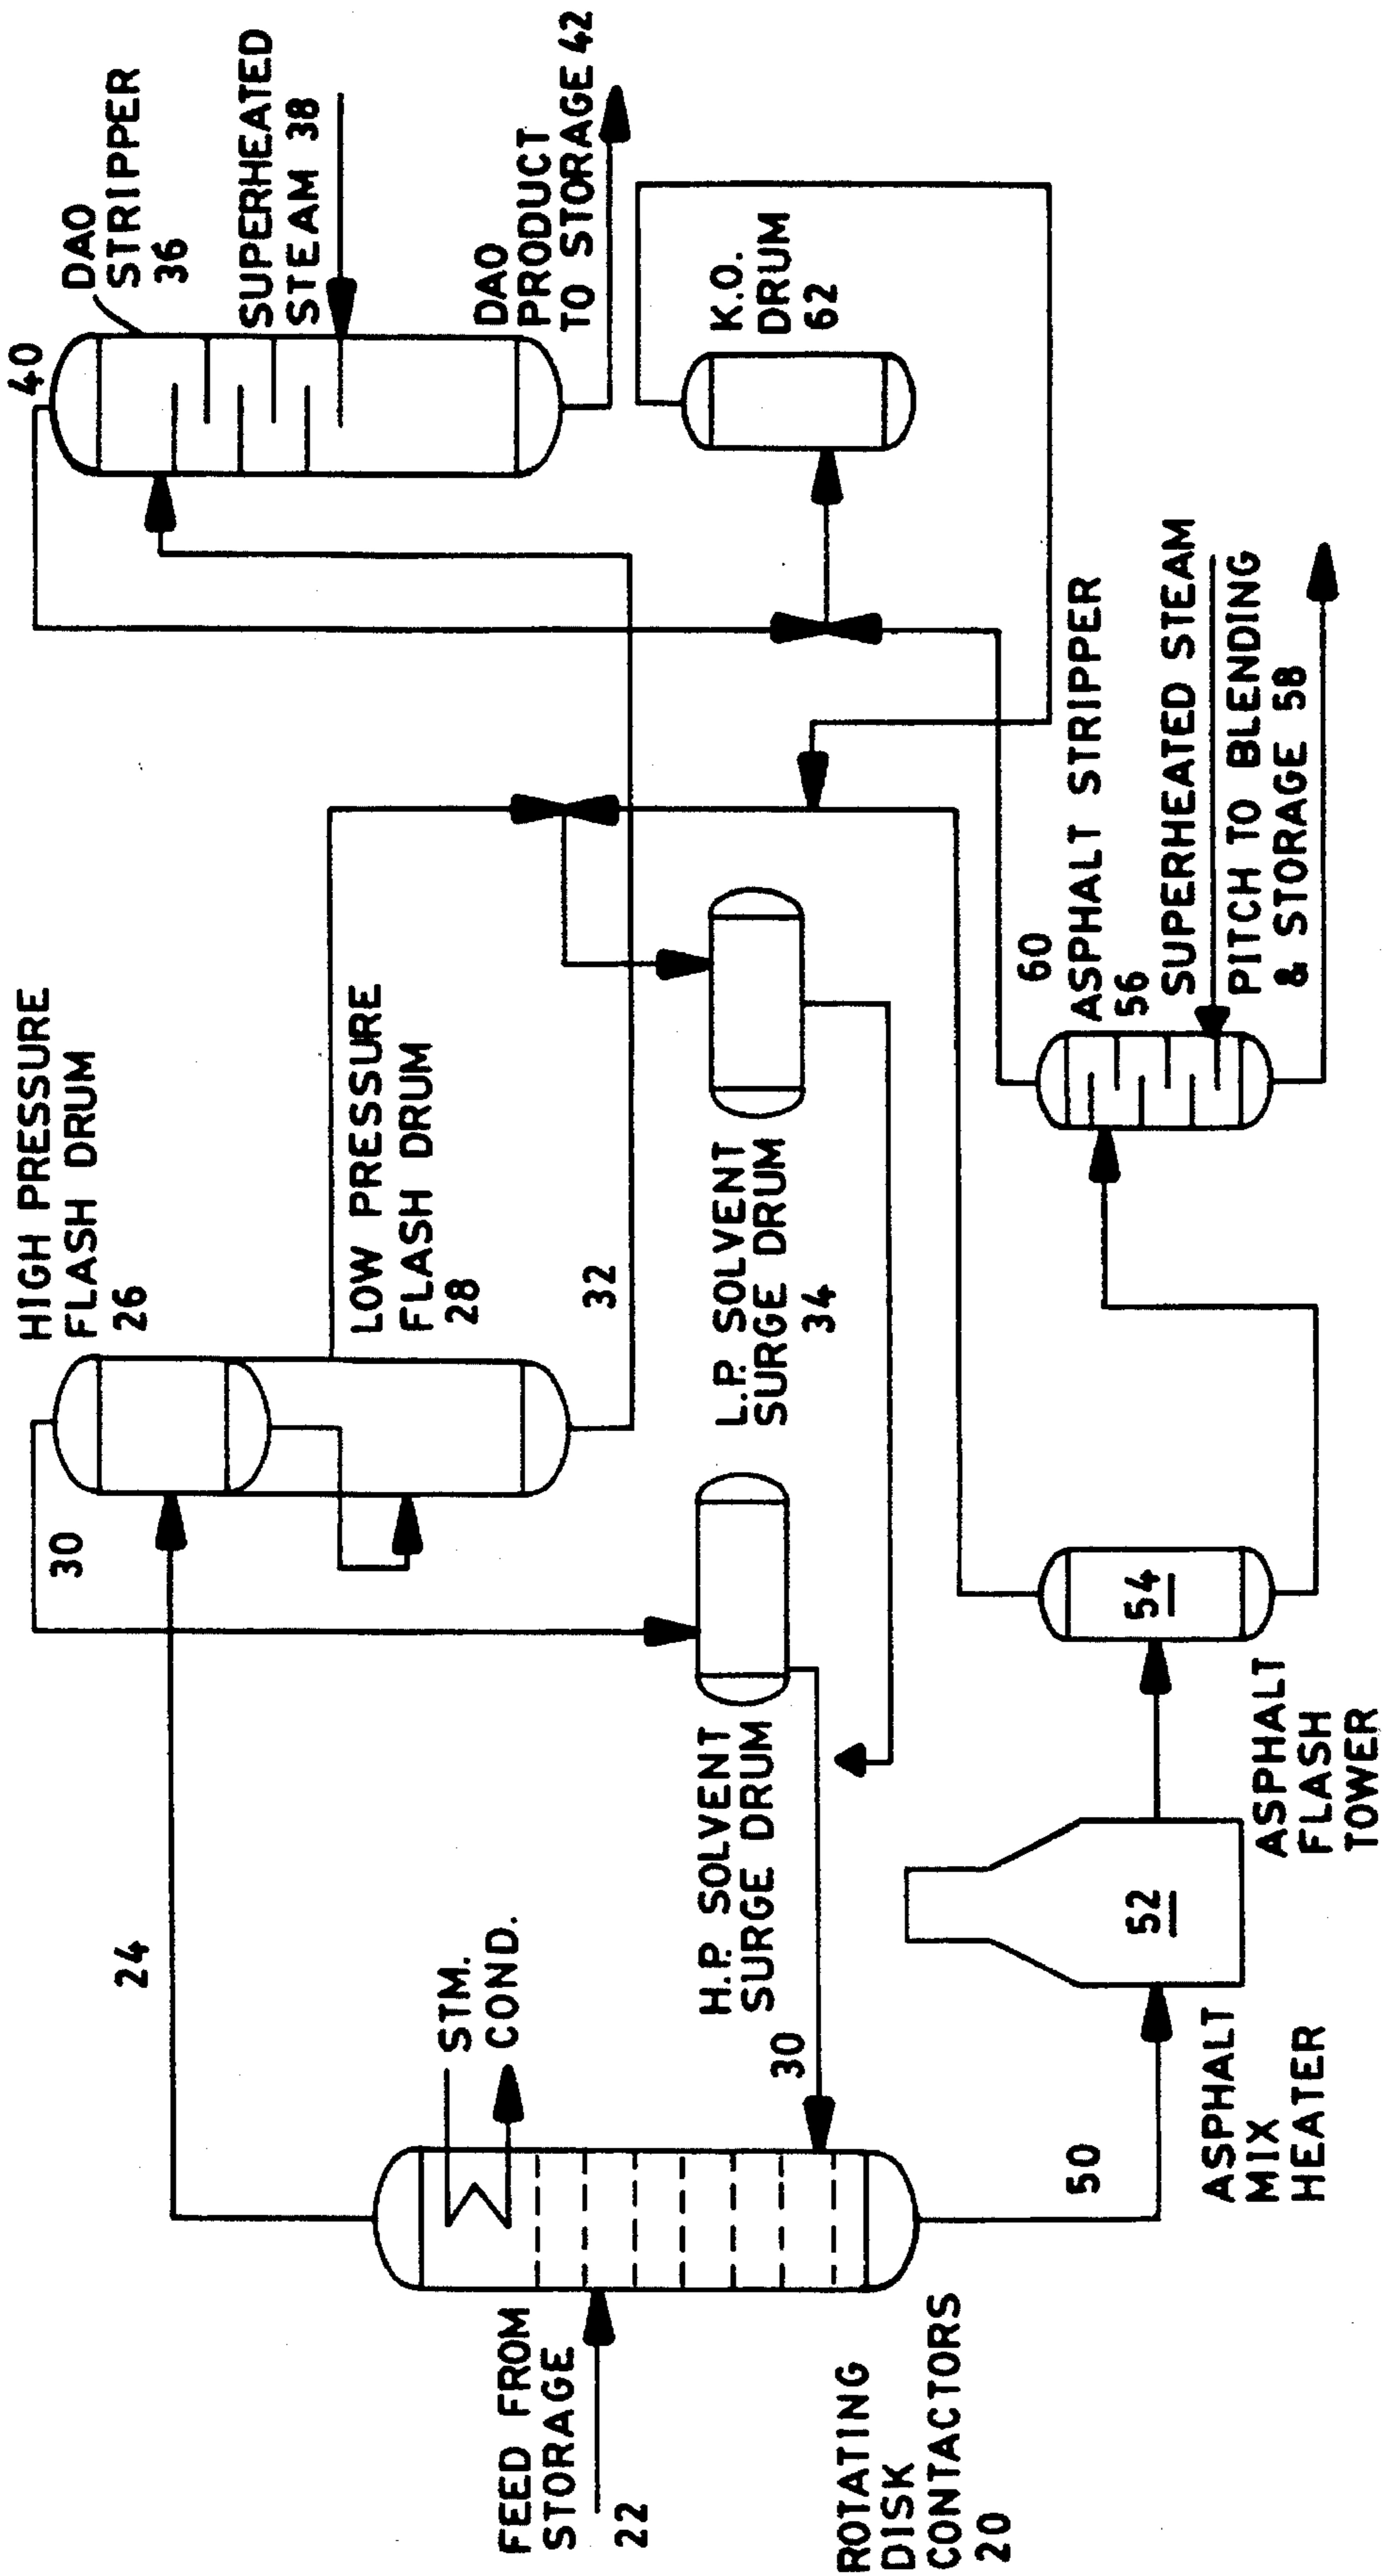 HIGH PRESSURE
FLASH DRUM
26
30
24
LOW PRESSURE
FLASH DRUM
28
32
40
DAO
STRIPPER
36
SUPERHEATED
STEAM 38
DAO
PRODUCT
TO STORAGE 42
K.O.
DRUM
62
STM.
COND.
FEED FROM
STORAGE
22
ROTATING
DISK
CONTACTORS
20
H.P. SOLVENT
SURGE DRUM
30
L.P. SOLVENT
SURGE DRUM
34
50
ASPHALT
MIX
HEATER
52
54
ASPHALT
FLASH
TOWER
60
ASPHALT STRIPPER
56
SUPERHEATED STEAM
PITCH TO BLENDING
& STORAGE 58